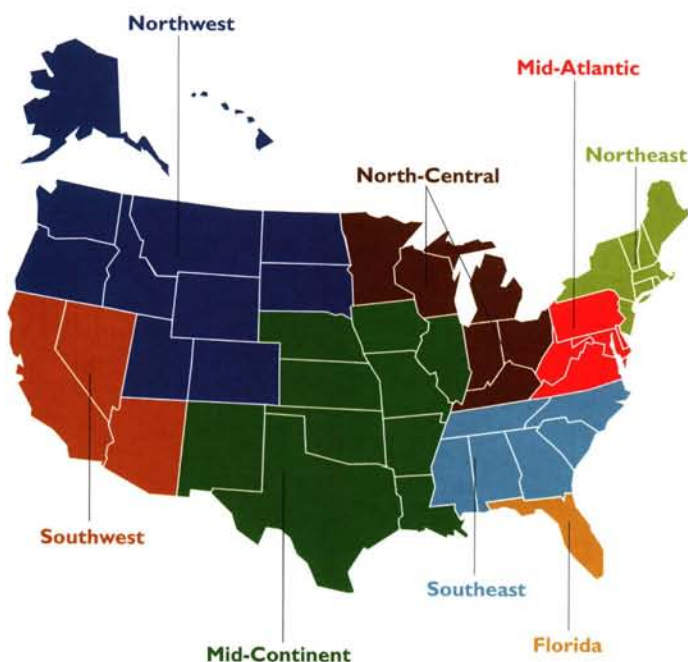 Northwest
Mid-Atlantic
Northeast
North-Central
Southwest
Southeast
Mid-Continent
Florida